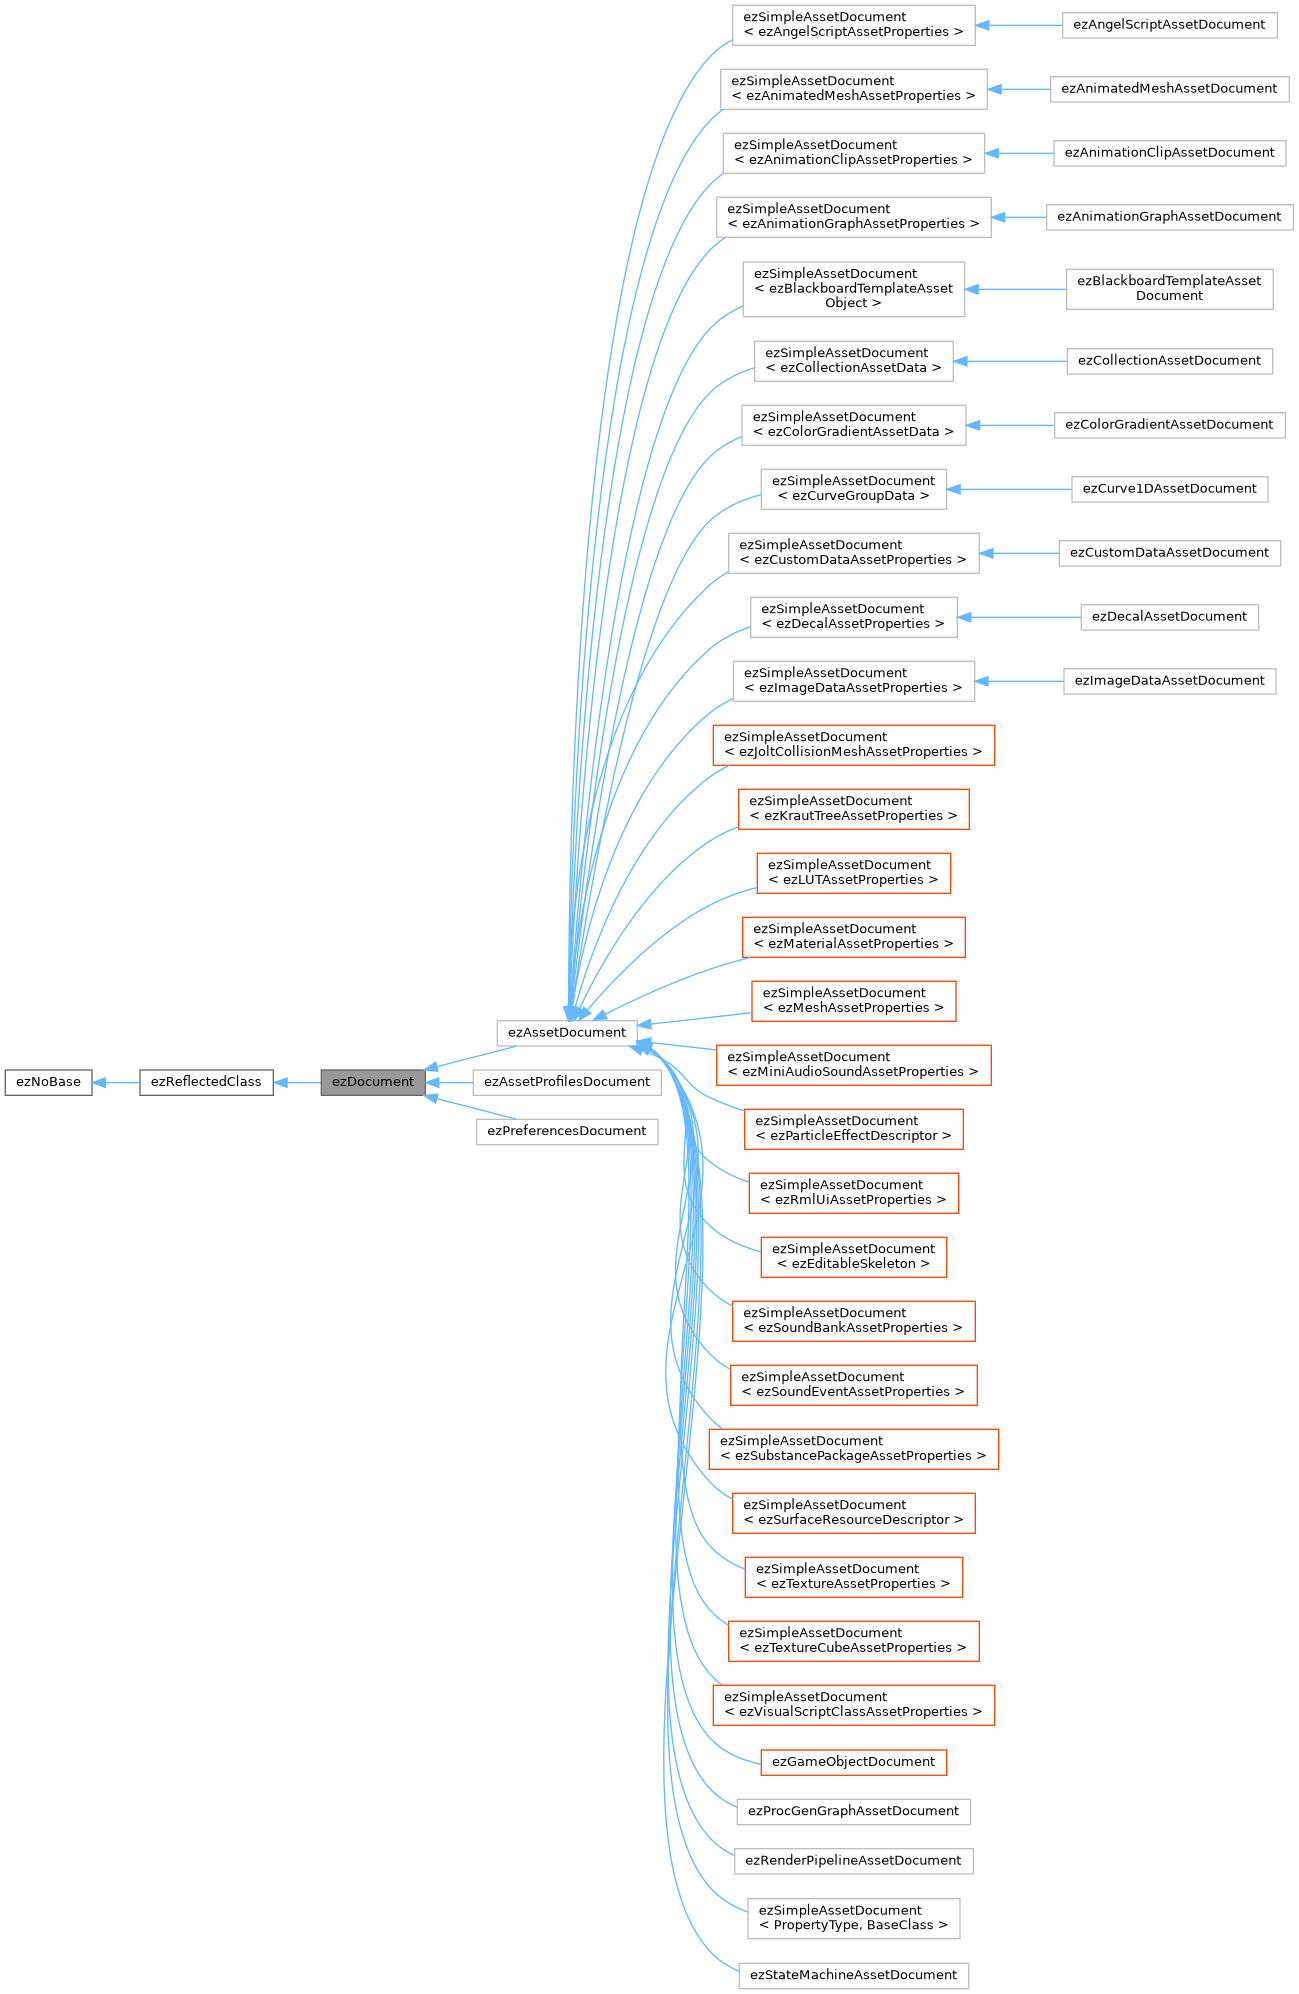 ezSimpleAssetDocument
< ezAngelScriptAssetProperties >
ezAngelScriptAssetDocument
ezSimpleAssetDocument
< ezAnimatedMeshAssetProperties >
ezAnimatedMeshAssetDocument
ezSimpleAssetDocument
< ezAnimationClipAssetProperties >
ezAnimationClipAssetDocument
ezSimpleAssetDocument
< ezAnimationGraphAssetProperties >
ezAnimationGraphAssetDocument
ezSimpleAssetDocument
< ezBlackboardTemplateAsset
Object >
ezBlackboardTemplateAsset
Document
ezSimpleAssetDocument
< ezCollectionAssetData >
ezCollectionAssetDocument
ezSimpleAssetDocument
< ezColorGradientAssetData >
ezColorGradientAssetDocument
ezSimpleAssetDocument
< ezCurveGroupData >
ezCurve1DAssetDocument
ezSimpleAssetDocument
< ezCustomDataAssetProperties >
ezCustomDataAssetDocument
ezSimpleAssetDocument
< ezDecalAssetProperties >
ezDecalAssetDocument
ezSimpleAssetDocument
< ezImageDataAssetProperties >
ezImageDataAssetDocument
ezSimpleAssetDocument
< ezJoltCollisionMeshAssetProperties >
ezSimpleAssetDocument
< ezKrautTreeAssetProperties >
ezSimpleAssetDocument
< ezLUTAssetProperties >
ezSimpleAssetDocument
< ezMaterialAssetProperties >
ezSimpleAssetDocument
< ezMeshAssetProperties >
ezAssetDocument
ezSimpleAssetDocument
< ezMiniAudioSoundAssetProperties >
ezNoBase
ezReflectedClass
ezDocument
ezAssetProfilesDocument
ezPreferencesDocument
ezSimpleAssetDocument
< ezParticleEffectDescriptor >
ezSimpleAssetDocument
< ezRmlUiAssetProperties >
ezSimpleAssetDocument
< ezEditableSkeleton >
ezSimpleAssetDocument
< ezSoundBankAssetProperties >
ezSimpleAssetDocument
< ezSoundEventAssetProperties >
ezSimpleAssetDocument
< ezSubstancePackageAssetProperties >
ezSimpleAssetDocument
< ezSurfaceResourceDescriptor >
ezSimpleAssetDocument
< ezTextureAssetProperties >
ezSimpleAssetDocument
< ezTextureCubeAssetProperties >
ezSimpleAssetDocument
< ezVisualScriptClassAssetProperties >
ezGameObjectDocument
ezProcGenGraphAssetDocument
ezRenderPipelineAssetDocument
ezSimpleAssetDocument
< PropertyType, BaseClass >
ezStateMachineAssetDocument